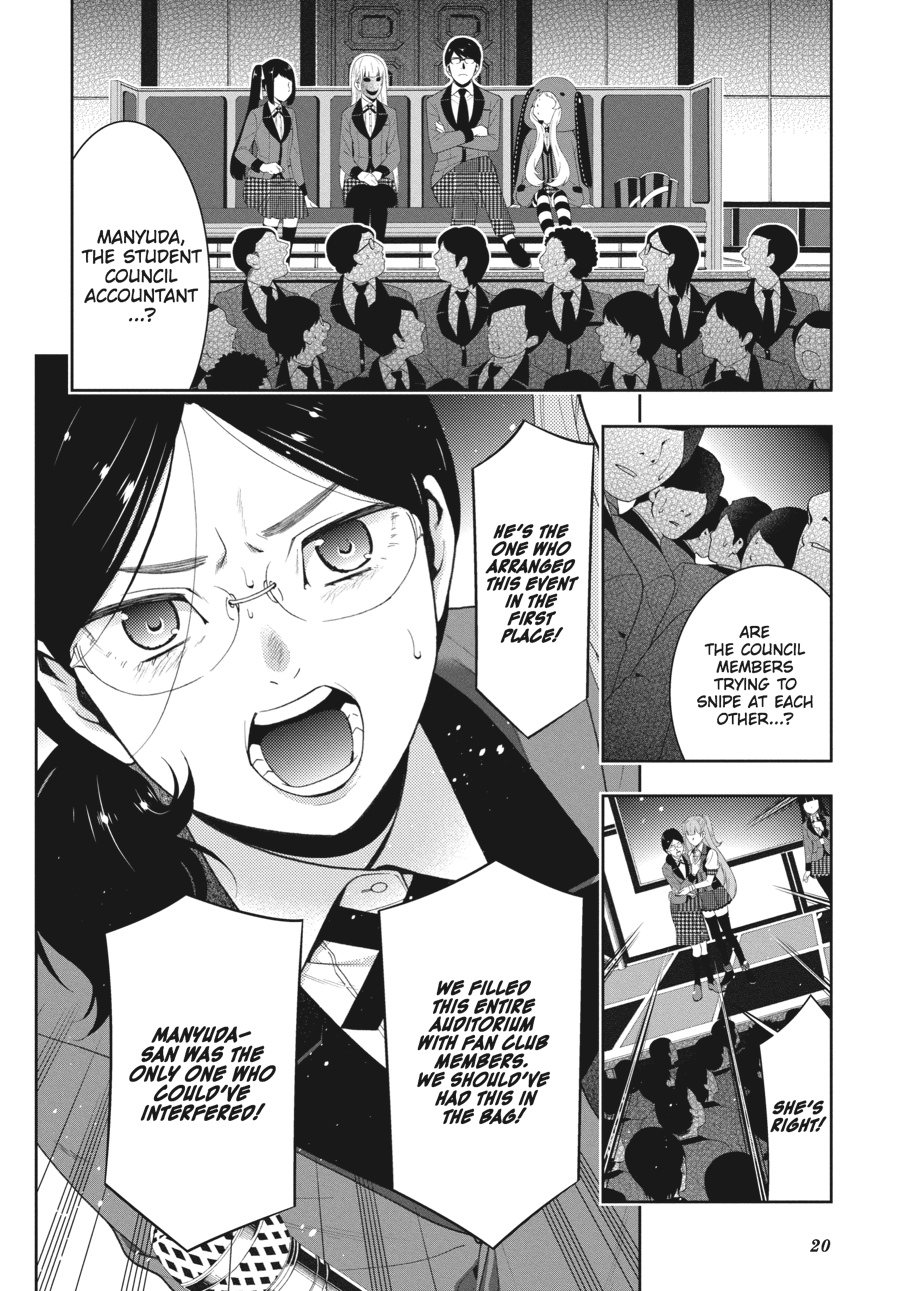 MANYUDA,
THE STUDENT
COUNCIL
ACCOUNTANT
...?
ARE
THE COUNCIL
MEMBERS
TRYING TO
SNIPE AT EACH
OTHER...?
SHE'S
RIGHT!
HE'S THE
ONE WHO
ARRANGED
THIS EVENT
IN THE
FIRST
PLACE!
WE FILLED
THIS ENTIRE
AUDITORIUM
WITH FAN CLUB
MEMBERS.
WE SHOULD'VE
HAD THIS IN
THE BAG!
MANYUDA-
SAN WAS THE
ONLY ONE WHO
COULD'VE
INTERFERED!
20